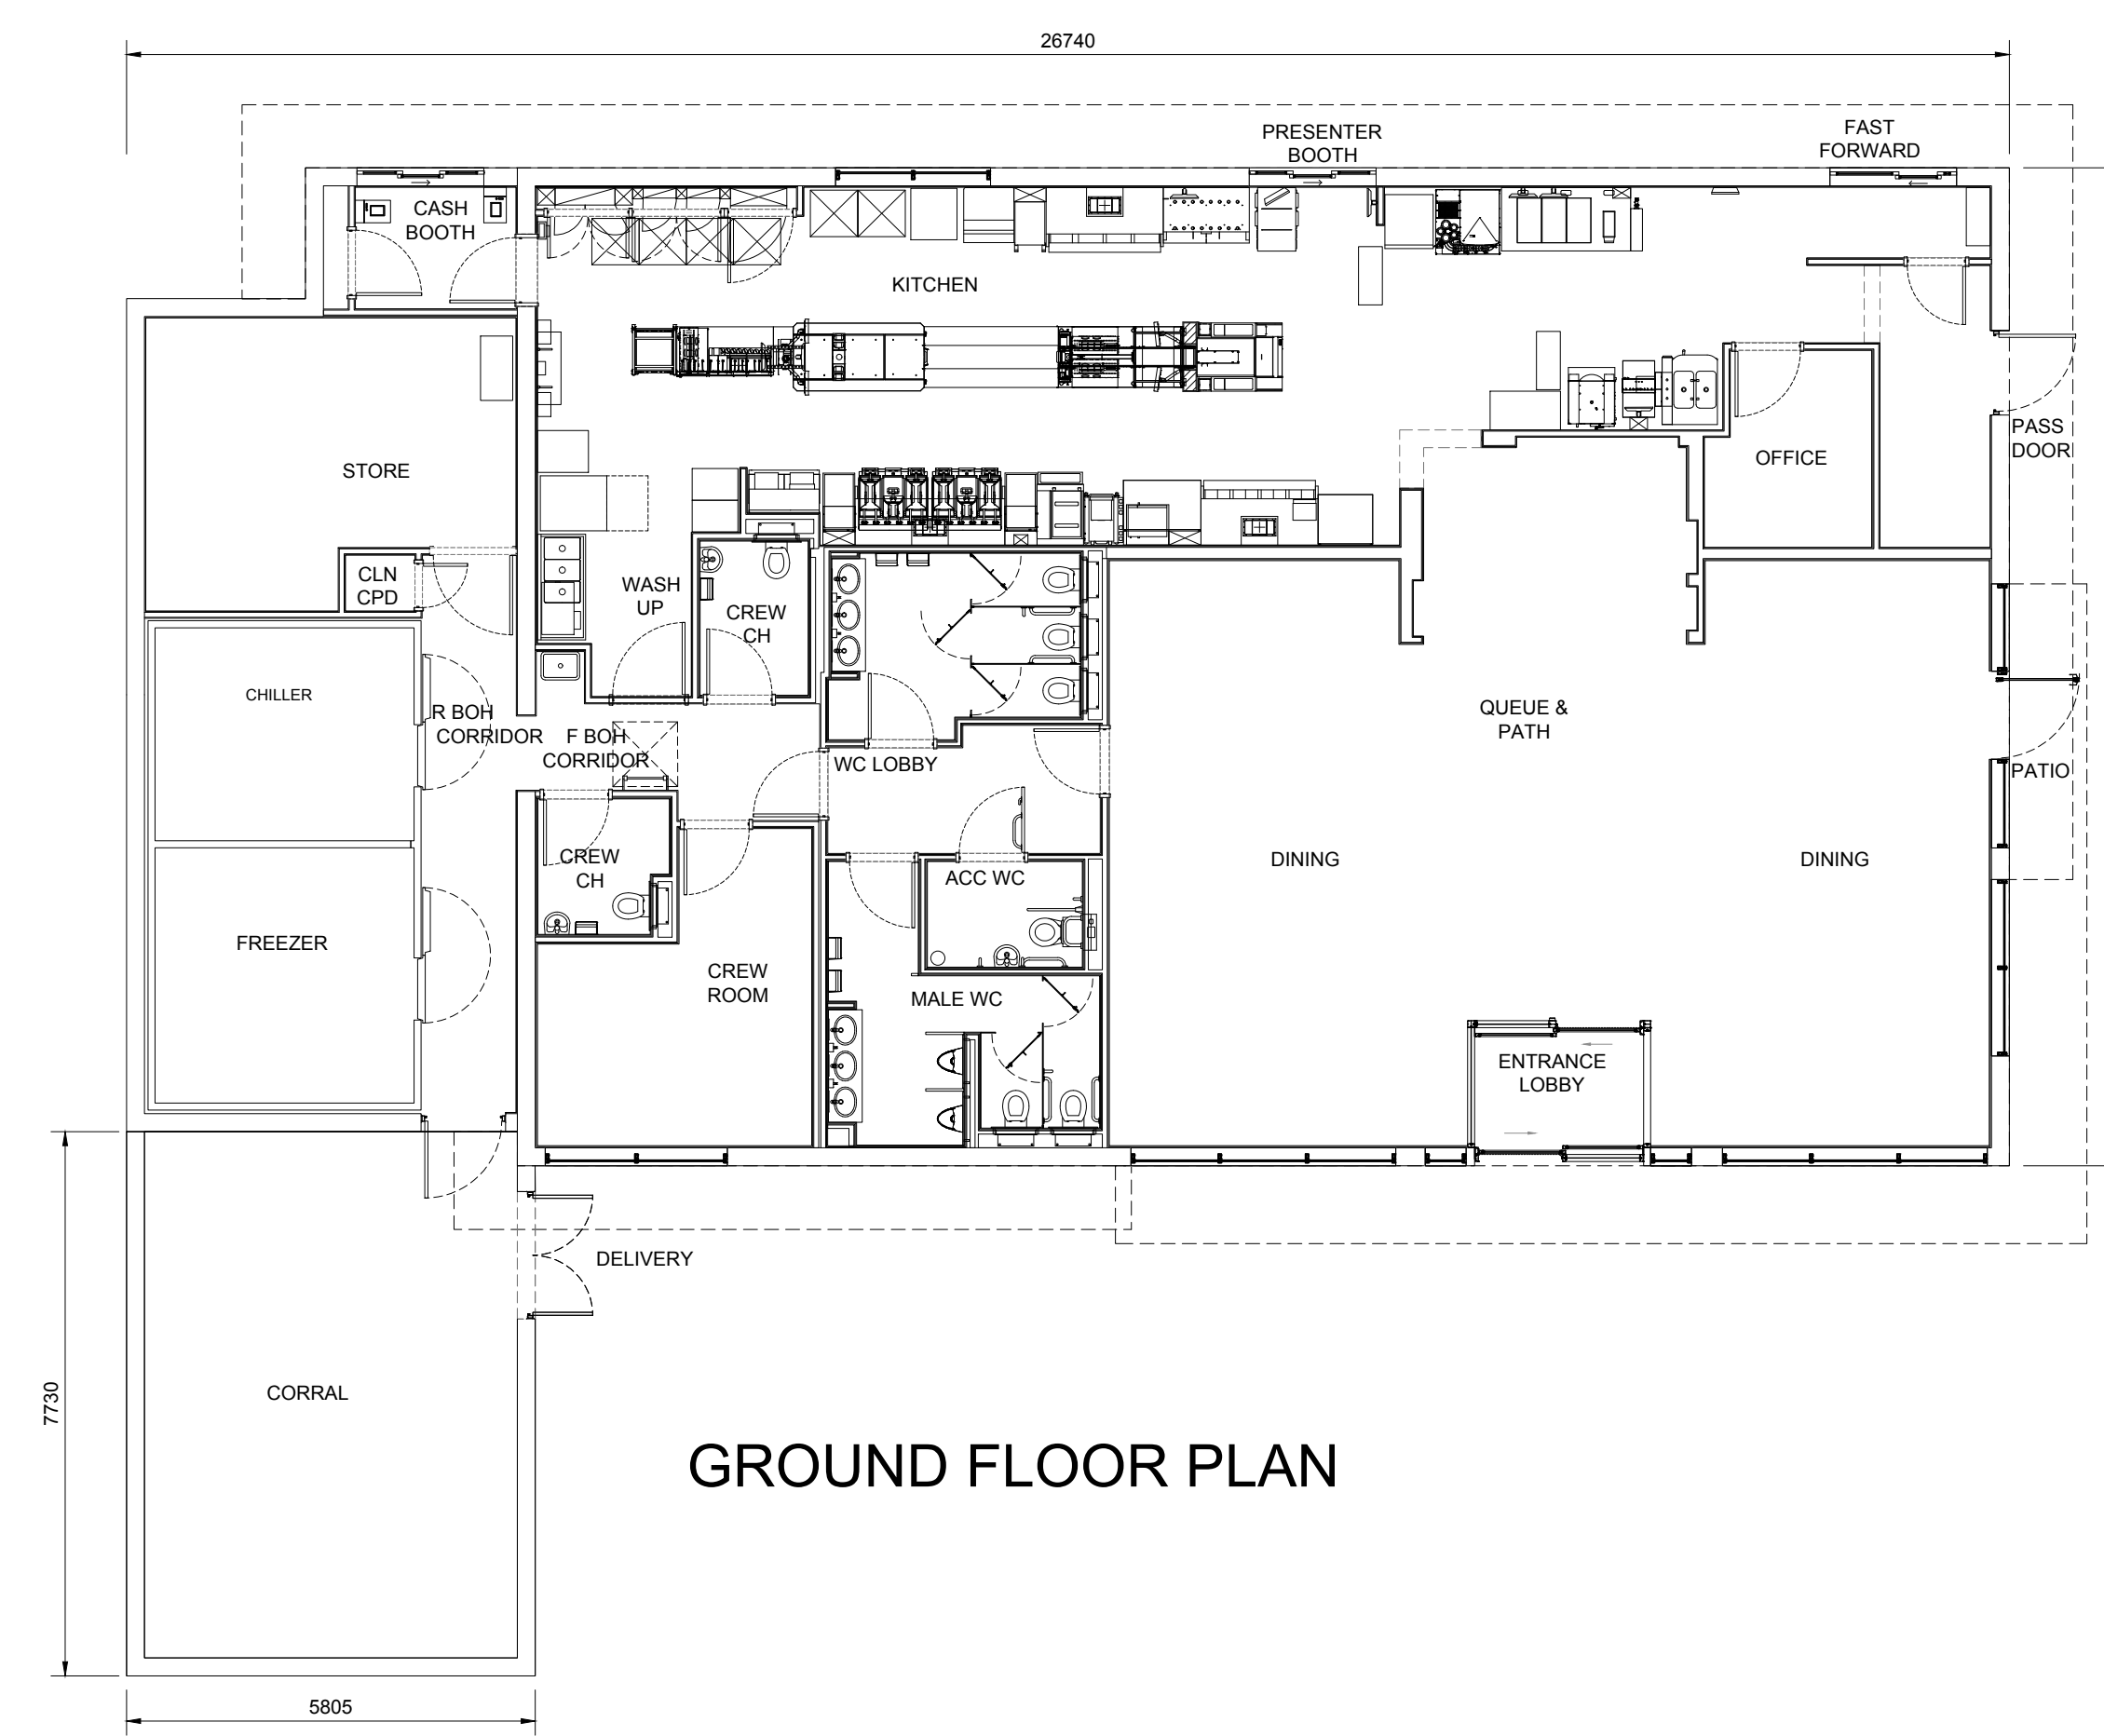 26740
PRESENTER
BOOTH
FAST
FORWARD
CASH
BOOTH
KITCHEN
STORE
PASS
DOOR
OFFICE
CLN
CPD
WASH
UP
CREW
CH
CHILLER
R BOH
CORRIDOR
F BOH
CORRIDOR
WC LOBBY
QUEUE &
PATH
PATIO
CREW
CH
ACC WC
DINING
DINING
FREEZER
CREW
ROOM
MALE WC
ENTRANCE
LOBBY
DELIVERY
CORRAL
7730
GROUND FLOOR PLAN
5805